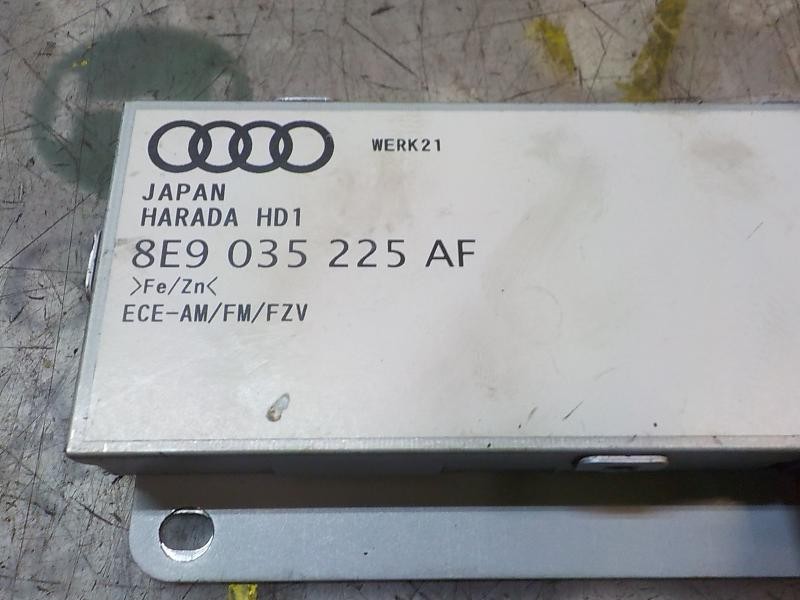 WERK21
JAPAN
HARADA HD1
8E9 035 225 AF
>Fe/Zn<
ECE-AM/FM/FZV